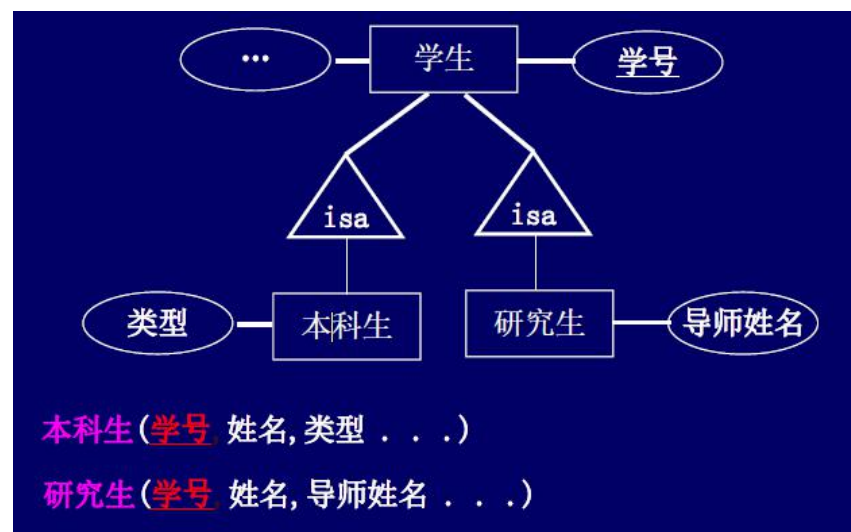 ... 学生 学号
isa isa
类型 本科生 研究生 导师姓名
本科生(学号,姓名,类型 . . .)
研究生(学号,姓名,导师姓名 . . .)